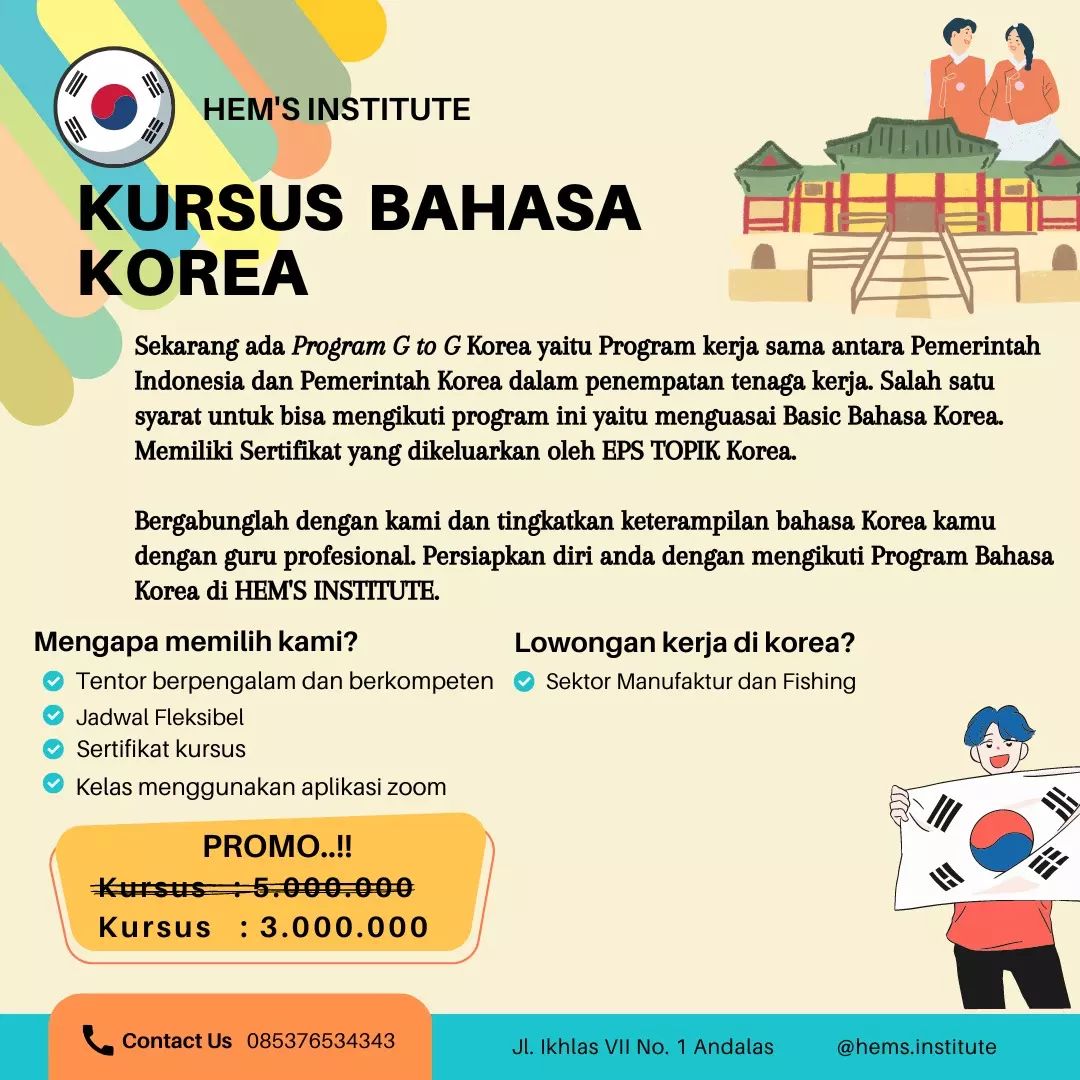 HEM'S INSTITUTE
KURSUS BAHASA
KOREA
Sekarang ada Program G to G Korea yaitu Program kerja sama antara Pemerintah
Indonesia dan Pemerintah Korea dalam penempatan tenaga kerja. Salah satu
syarat untuk bisa mengikuti program ini yaitu menguasai Basic Bahasa Korea.
Memiliki Sertifikat yang dikeluarkan oleh EPS TOPIK Korea.
Bergabunglah dengan kami dan tingkatkan keterampilan bahasa Korea kamu
dengan guru profesional. Persiapkan diri anda dengan mengikuti Program Bahasa
Korea di HEM'S INSTITUTE.
Mengapa memilih kami?
Tentor berpengalam dan berkompeten
Jadwal Fleksibel
Sertifikat kursus
Kelas menggunakan aplikasi zoom
Lowongan kerja di korea?
Sektor Manufaktur dan Fishing
PROMO..!!
Kursus : 5.000.000
Kursus : 3.000.000
Contact Us 085376534343
Jl. Ikhlas VII No. 1 Andalas
@hems.institute